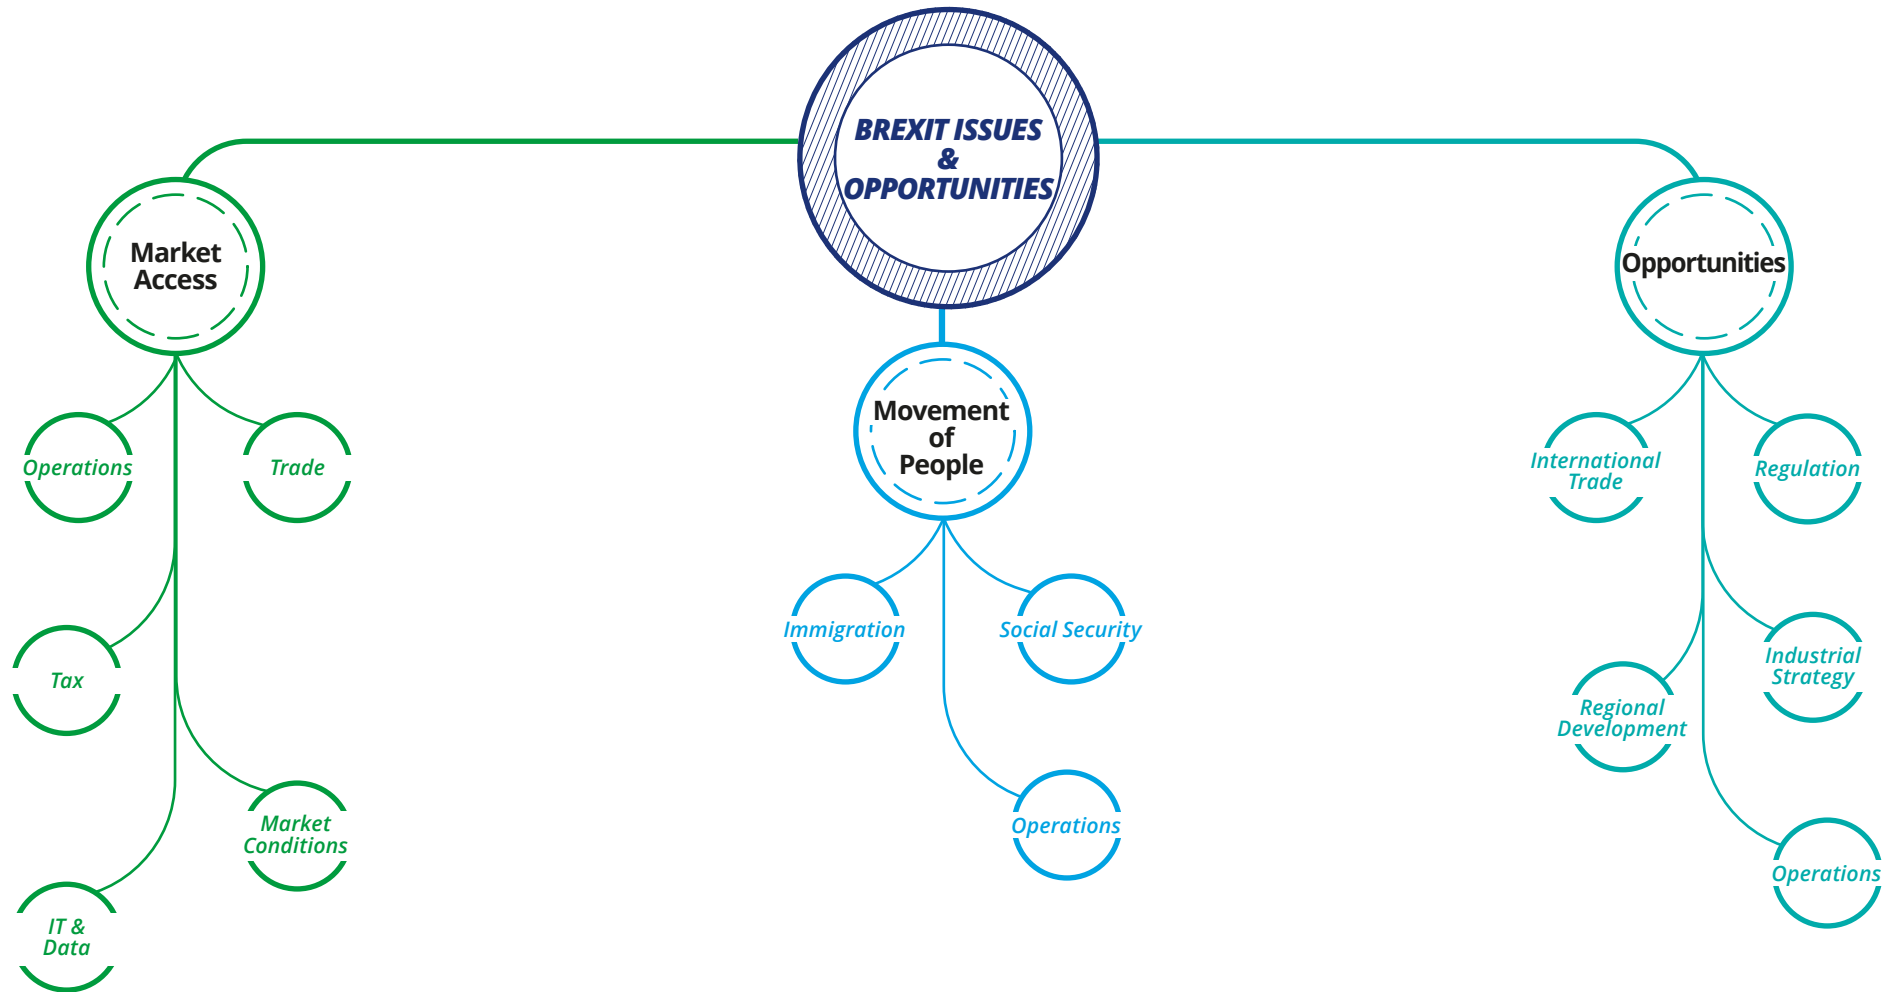 BREXIT ISSUES
&
OPPORTUNITIES
Market
Access
Operations
Trade
Tax
Market
Conditions
IT &
Data
Movement
of
People
Immigration
Social Security
Operations
Opportunities
International
Trade
Regulation
Industrial
Strategy
Regional
Development
Operations